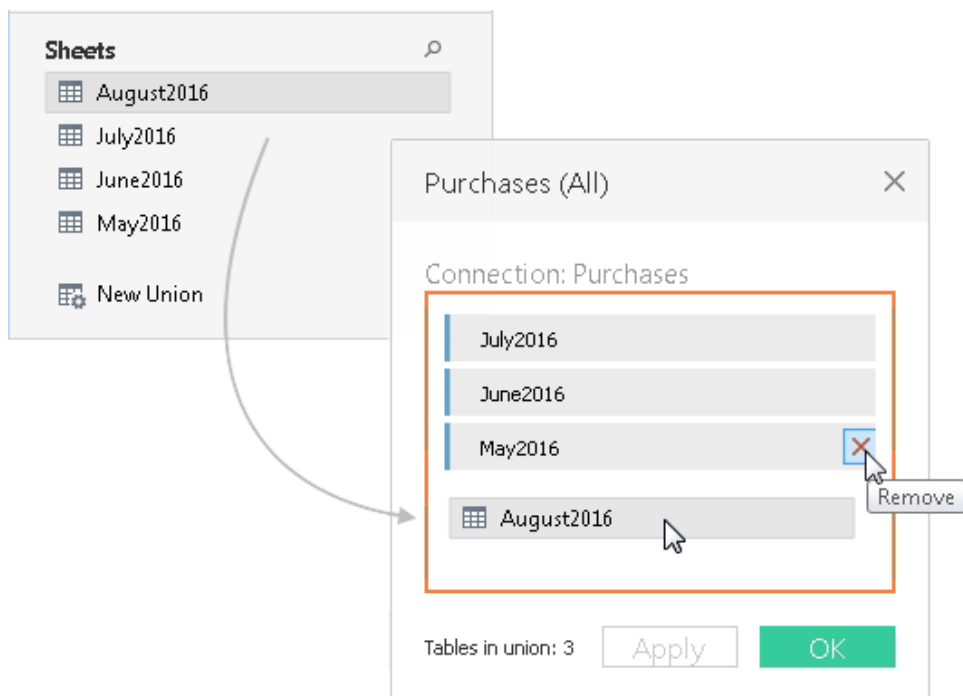 Sheets
August2016
July2016
June2016
May2016
New Union
Purchases (All)
Connection: Purchases
July2016
June2016
May2016
Remove
August2016
Tables in union: 3 Apply OK